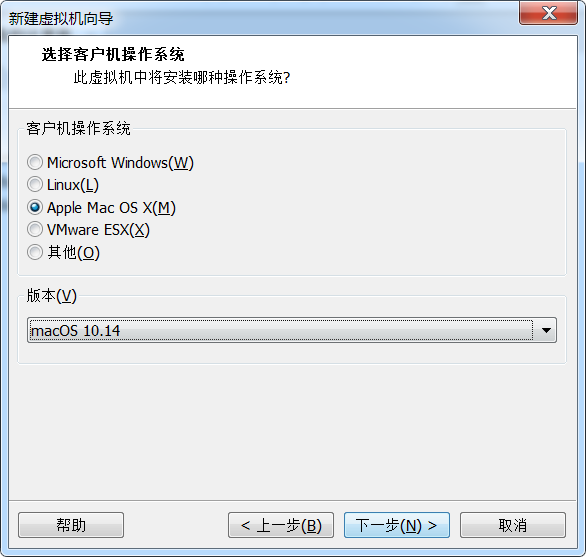 新建虚拟机向导
选择客户机操作系统
此虚拟机中将安装哪种操作系统?
客户机操作系统
Microsoft Windows(W)
Linux(L)
Apple Mac OS X(M)
VMware ESX(X)
其他(O)
版本(V)
macOS 10.14
帮助
< 上一步(B)
下一步(N) >
取消